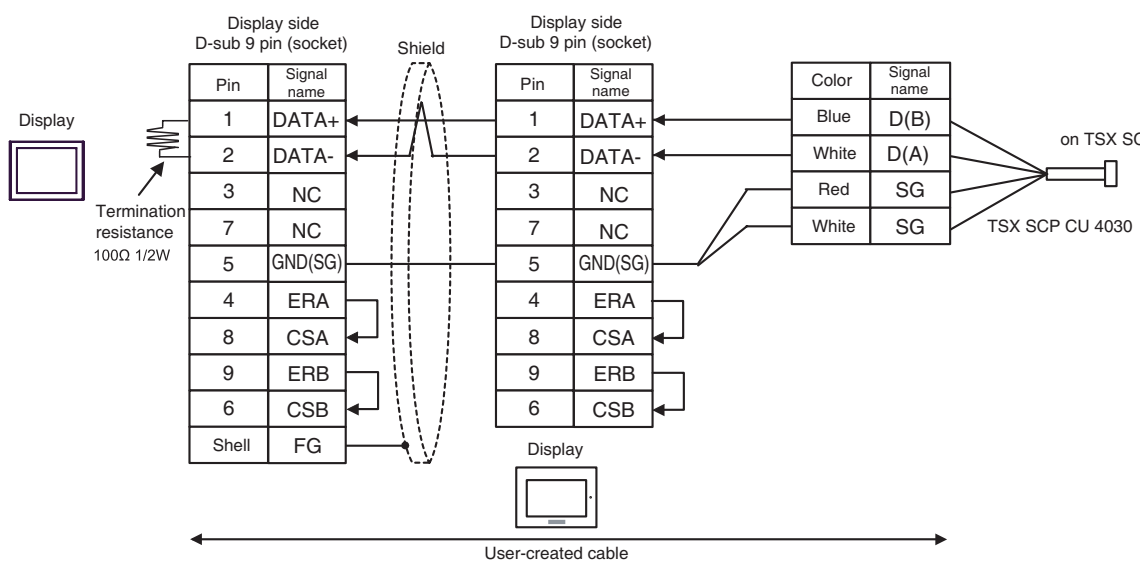 Display side
D-sub 9 pin (socket)
Shield
Display side
D-sub 9 pin (socket)
Display
Pin Signal name
1 DATA+
2 DATA-
3 NC
7 NC
5 GND(SG)
4 ERA
8 CSA
9 ERB
6 CSB
Shell FG
Termination
resistance
100Ω 1/2W
Pin Signal name
1 DATA+
2 DATA-
3 NC
7 NC
5 GND(SG)
4 ERA
8 CSA
9 ERB
6 CSB
Color Signal name
Blue D(B)
White D(A)
Red SG
White SG
on TSX SC
TSX SCP CU 4030
Display
User-created cable